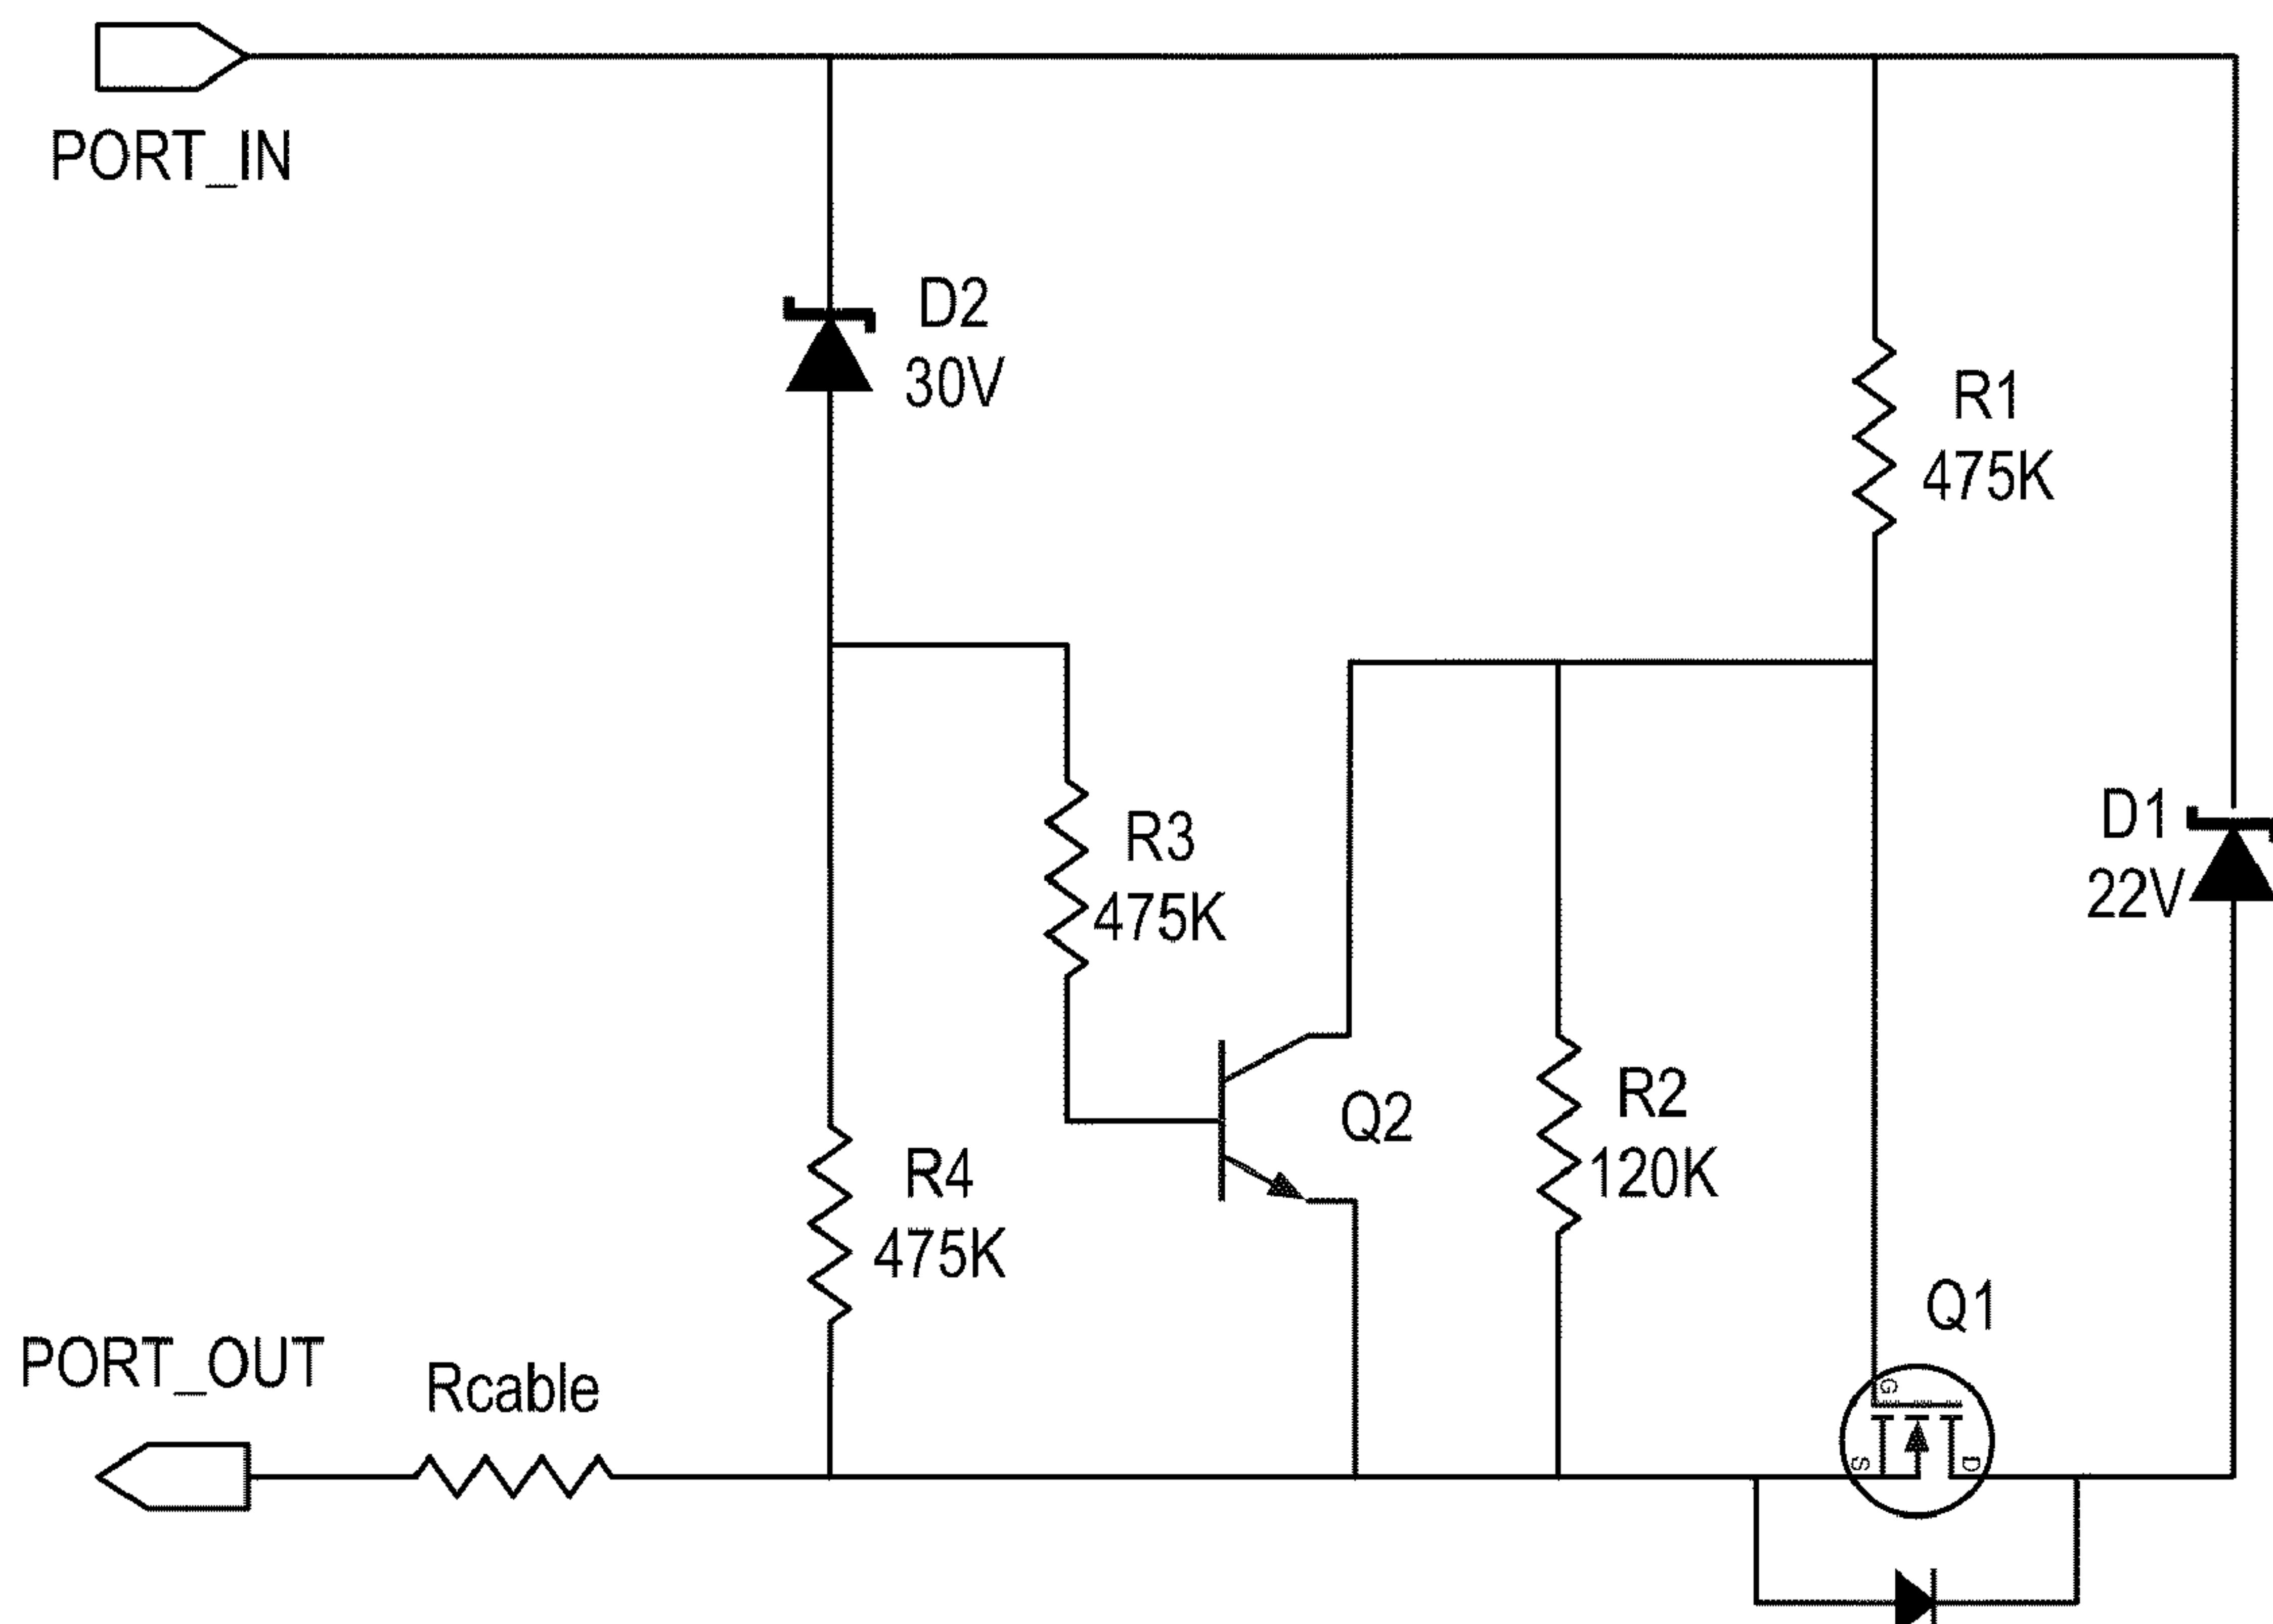 PORT_IN
D2
30V
R1
475K
R3
475K
D1
22V
Q2
R2
120K
R4
475K
Q1
G
S
D
PORT_OUT
Rcable